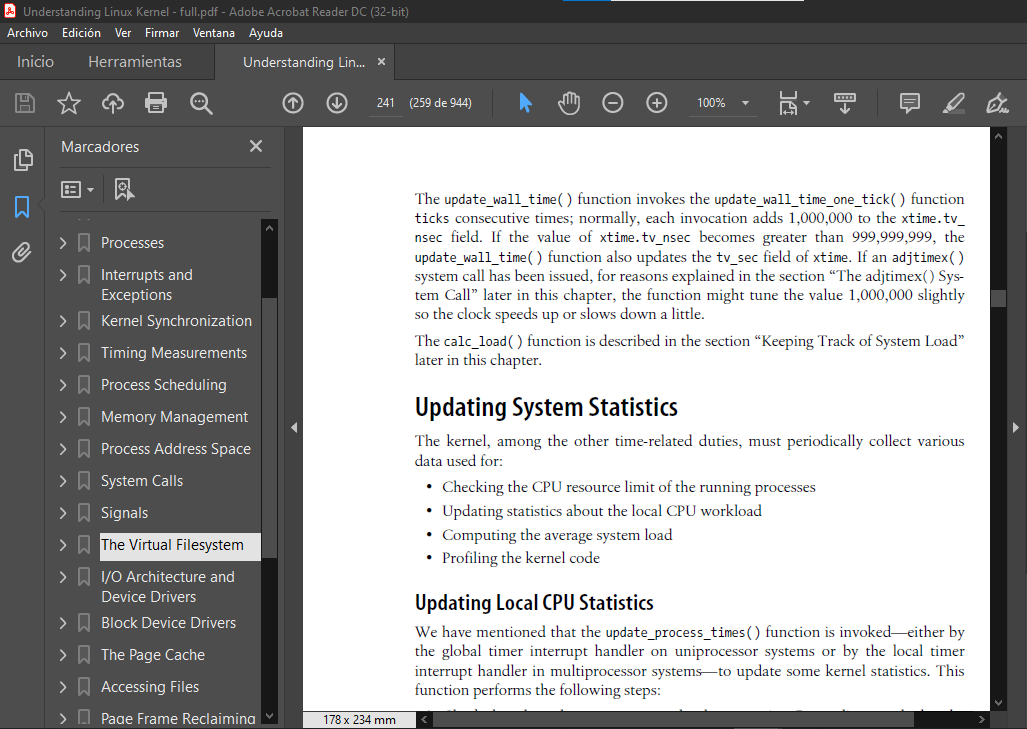 Understanding Linux Kernel - full.pdf - Adobe Acrobat Reader DC (32-bit)
Archivo Edición Ver Firmar Ventana Ayuda
Inicio Herramientas Understanding Lin... ×
241 (259 de 944) 100%
Marcadores
Processes
Interrupts and
Exceptions
Kernel Synchronization
Timing Measurements
Process Scheduling
Memory Management
Process Address Space
System Calls
Signals
The Virtual Filesystem
I/O Architecture and
Device Drivers
Block Device Drivers
The Page Cache
Accessing Files
Page Frame Reclaiming
The update_wall_time() function invokes the update_wall_time_one_tick() function
ticks consecutive times; normally, each invocation adds 1,000,000 to the xtime.tv_
nsec field. If the value of xtime.tv_nsec becomes greater than 999,999,999, the
update_wall_time() function also updates the tv_sec field of xtime. If an adjtimex()
system call has been issued, for reasons explained in the section “The adjtimex() Sys-
tem Call” later in this chapter, the function might tune the value 1,000,000 slightly
so the clock speeds up or slows down a little.
The calc_load() function is described in the section “Keeping Track of System Load”
later in this chapter.
Updating System Statistics
The kernel, among the other time-related duties, must periodically collect various
data used for:
• Checking the CPU resource limit of the running processes
• Updating statistics about the local CPU workload
• Computing the average system load
• Profiling the kernel code
Updating Local CPU Statistics
We have mentioned that the update_process_times() function is invoked—either by
the global timer interrupt handler on uniprocessor systems or by the local timer
interrupt handler in multiprocessor systems—to update some kernel statistics. This
function performs the following steps:
178 x 234 mm